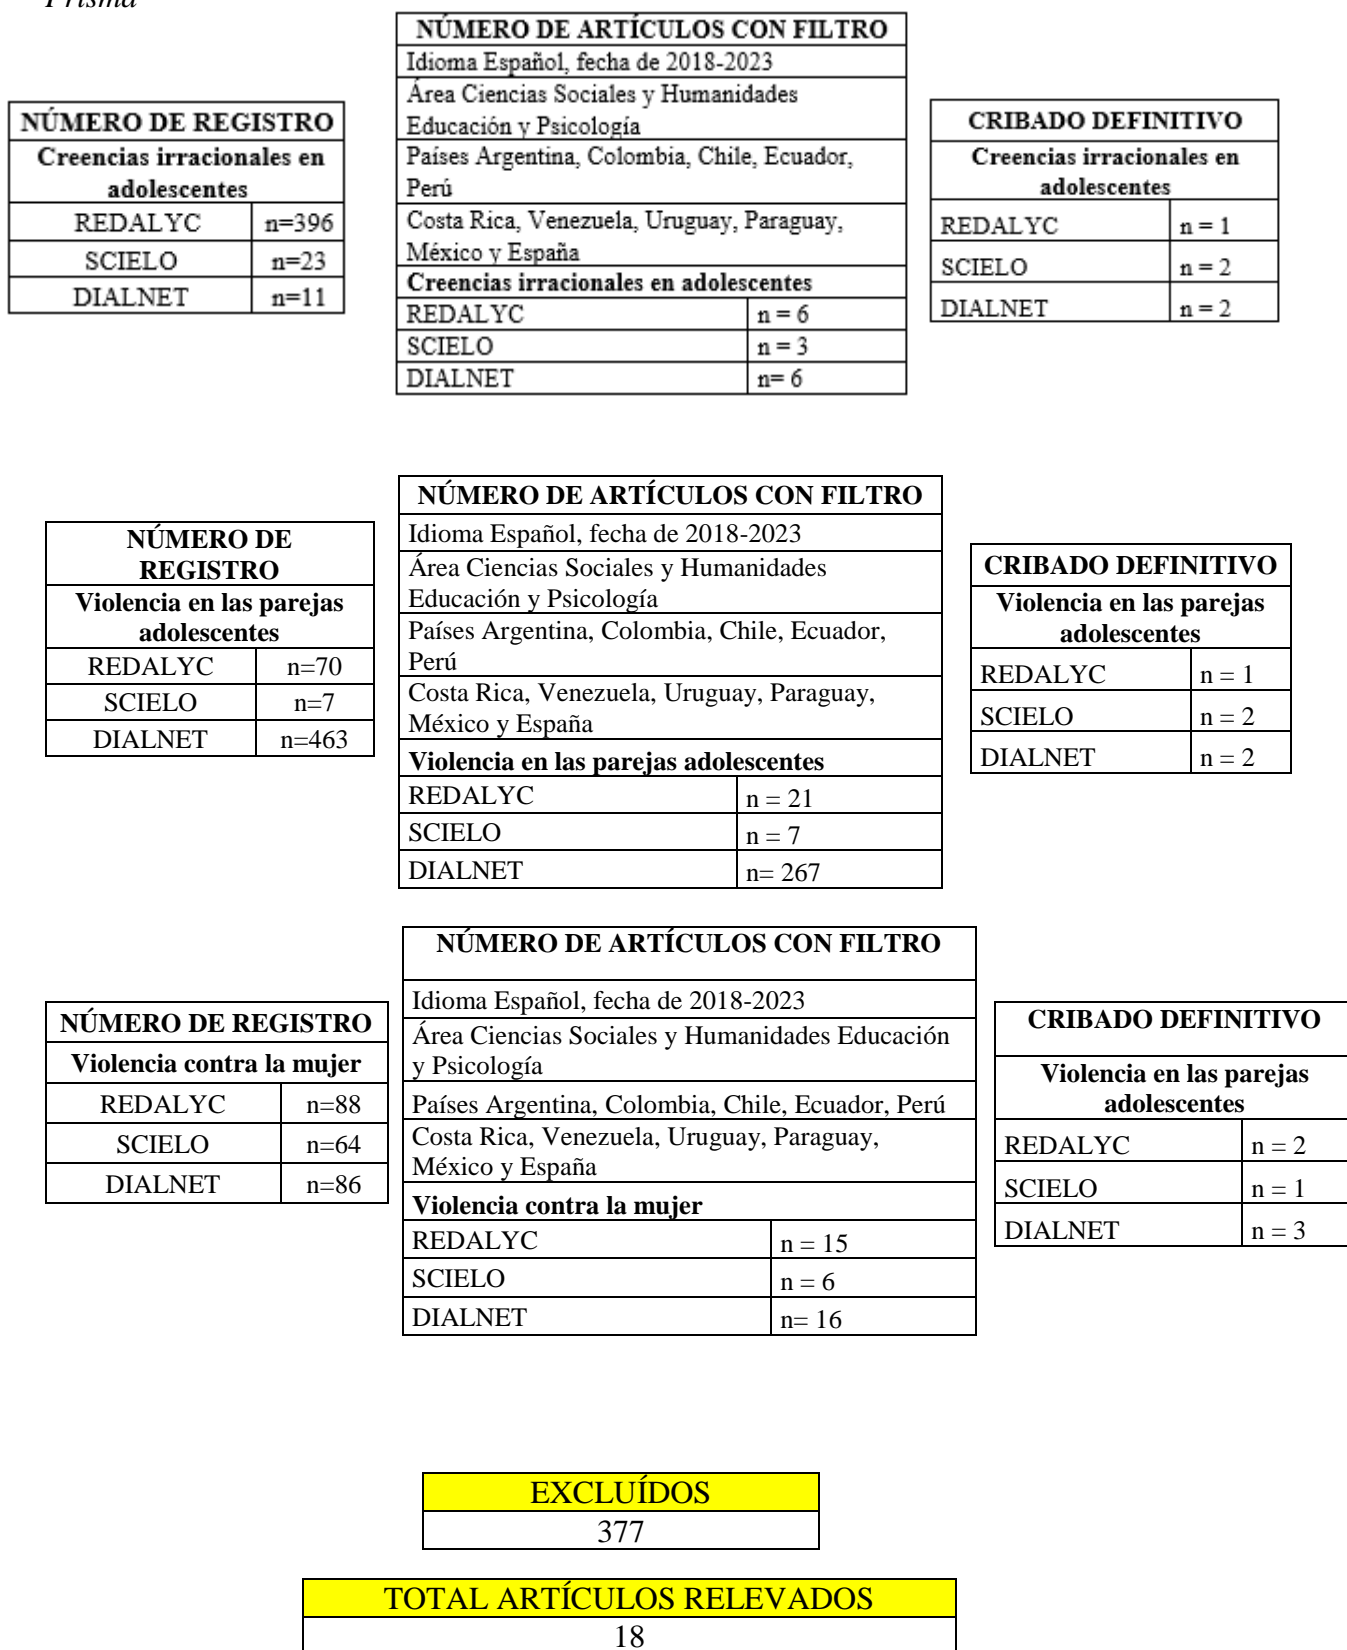 Prisma
NÚMERO DE REGISTRO
Creencias irracionales en
adolescentes
REDALYC n=396
SCIELO n=23
DIALNET n=11
NÚMERO DE ARTÍCULOS CON FILTRO
Idioma Español, fecha de 2018-2023
Área Ciencias Sociales y Humanidades
Educación y Psicología
Países Argentina, Colombia, Chile, Ecuador,
Perú
Costa Rica, Venezuela, Uruguay, Paraguay,
México y España
Creencias irracionales en adolescentes
REDALYC n = 6
SCIELO n = 3
DIALNET n= 6
CRIBADO DEFINITIVO
Creencias irracionales en
adolescentes
REDALYC n = 1
SCIELO n = 2
DIALNET n = 2
NÚMERO DE
REGISTRO
Violencia en las parejas
adolescentes
REDALYC n=70
SCIELO n=7
DIALNET n=463
NÚMERO DE ARTÍCULOS CON FILTRO
Idioma Español, fecha de 2018-2023
Área Ciencias Sociales y Humanidades
Educación y Psicología
Países Argentina, Colombia, Chile, Ecuador,
Perú
Costa Rica, Venezuela, Uruguay, Paraguay,
México y España
Violencia en las parejas adolescentes
REDALYC n = 21
SCIELO n = 7
DIALNET n= 267
CRIBADO DEFINITIVO
Violencia en las parejas
adolescentes
REDALYC n = 1
SCIELO n = 2
DIALNET n = 2
NÚMERO DE REGISTRO
Violencia contra la mujer
REDALYC n=88
SCIELO n=64
DIALNET n=86
NÚMERO DE ARTÍCULOS CON FILTRO
Idioma Español, fecha de 2018-2023
Área Ciencias Sociales y Humanidades Educación
y Psicología
Países Argentina, Colombia, Chile, Ecuador, Perú
Costa Rica, Venezuela, Uruguay, Paraguay,
México y España
Violencia contra la mujer
REDALYC n = 15
SCIELO n = 6
DIALNET n= 16
CRIBADO DEFINITIVO
Violencia en las parejas
adolescentes
REDALYC n = 2
SCIELO n = 1
DIALNET n = 3
EXCLUÍDOS
377
TOTAL ARTÍCULOS RELEVADOS
18